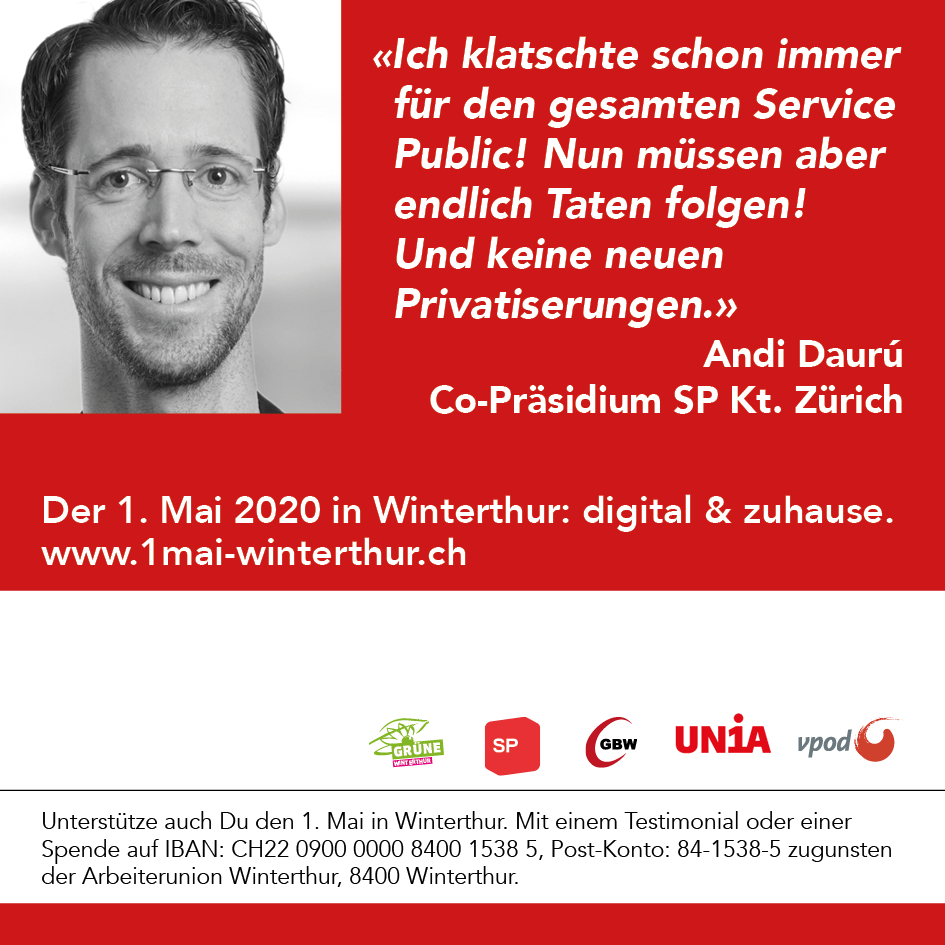 «Ich klatschte schon immer
für den gesamten Service
Public! Nun müssen aber
endlich Taten folgen!
Und keine neuen
Privatiserungen.»
Andi Daurú
Co-Präsidium SP Kt. Zürich
Der 1. Mai 2020 in Winterthur: digital & zuhause.
www.1mai-winterthur.ch
GRÜNE
WINTERTHUR
SP
GBW
UNiA
vpod
Unterstütze auch Du den 1. Mai in Winterthur. Mit einem Testimonial oder einer
Spende auf IBAN: CH22 0900 0000 8400 1538 5, Post-Konto: 84-1538-5 zugunsten
der Arbeiterunion Winterthur, 8400 Winterthur.